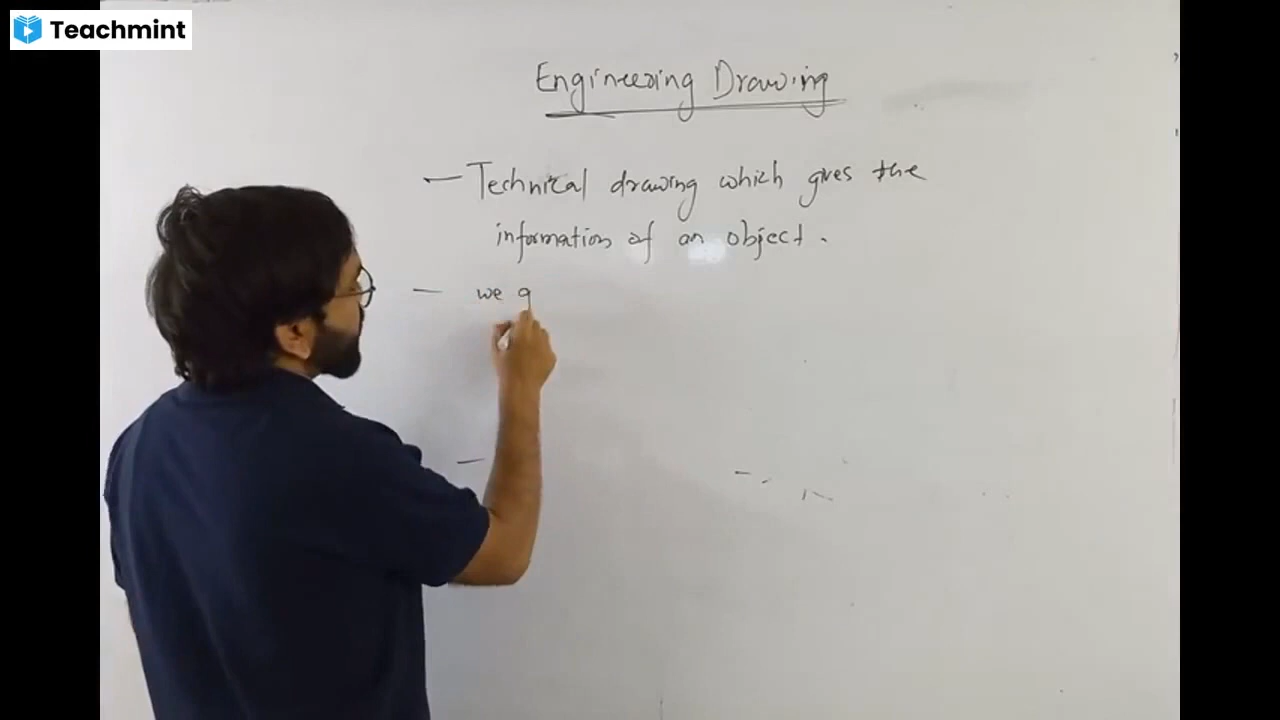 Teachmint
Engineering Drawing
— Technical drawing which gives the
information of an object.
— we g